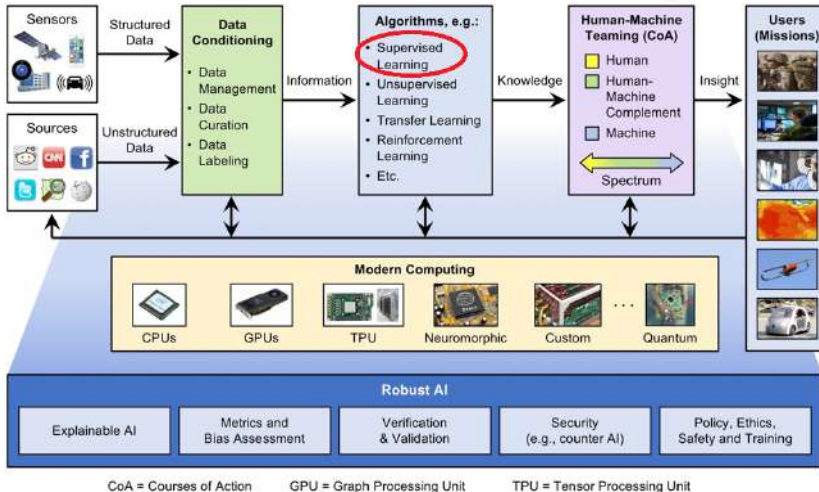 Sensors
Structured
Data
Sources
Unstructured
Data
CNN
Data
Conditioning
• Data
Management
• Data
Curation
• Data
Labeling
Information
Algorithms, e.g.:
• Supervised
Learning
• Unsupervised
Learning
• Transfer Learning
• Reinforcement
Learning
• Etc.
Knowledge
Human-Machine
Teaming (CoA)
Human
Human-
Machine
Complement
Machine
Spectrum
Insight
Users
(Missions)
Modern Computing
CPUs
GPUs
TPU
Neuromorphic
Custom
. . .
Quantum
Robust AI
Explainable AI
Metrics and
Bias Assessment
Verification
& Validation
Security
(e.g., counter AI)
Policy, Ethics,
Safety and Training
CoA = Courses of Action
GPU = Graph Processing Unit
TPU = Tensor Processing Unit